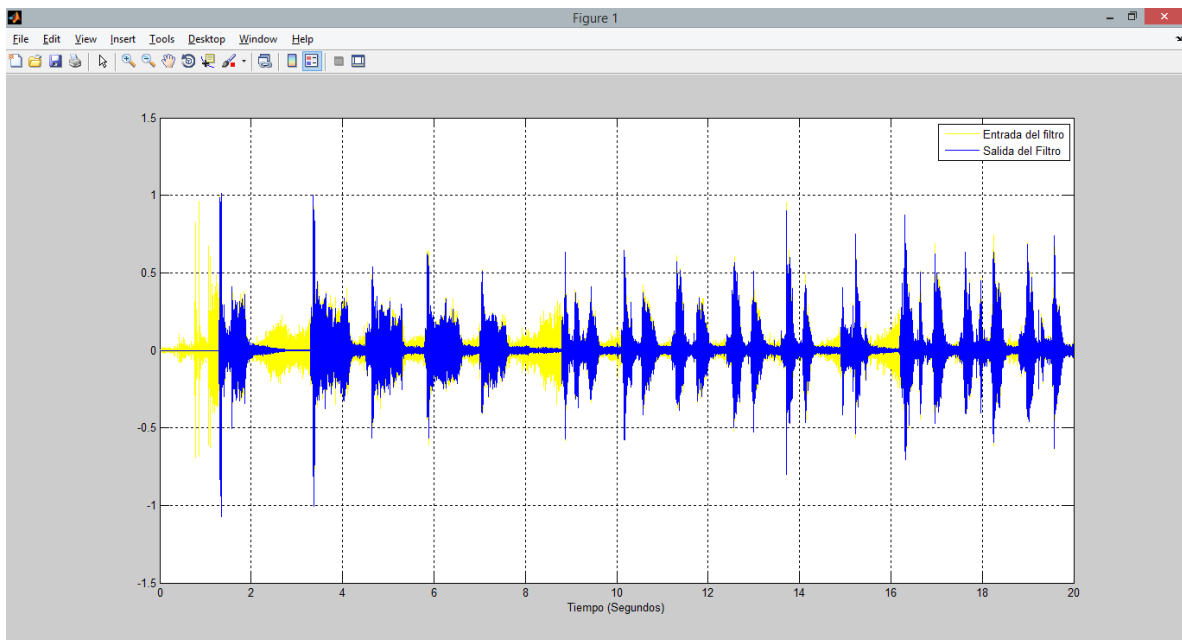 Figure 1
File Edit View Insert Tools Desktop Window Help
Entrada del filtro
Salida del Filtro
1.5
1
0.5
0
-0.5
-1
-1.5
0 2 4 6 8 10 12 14 16 18 20
Tiempo (Segundos)